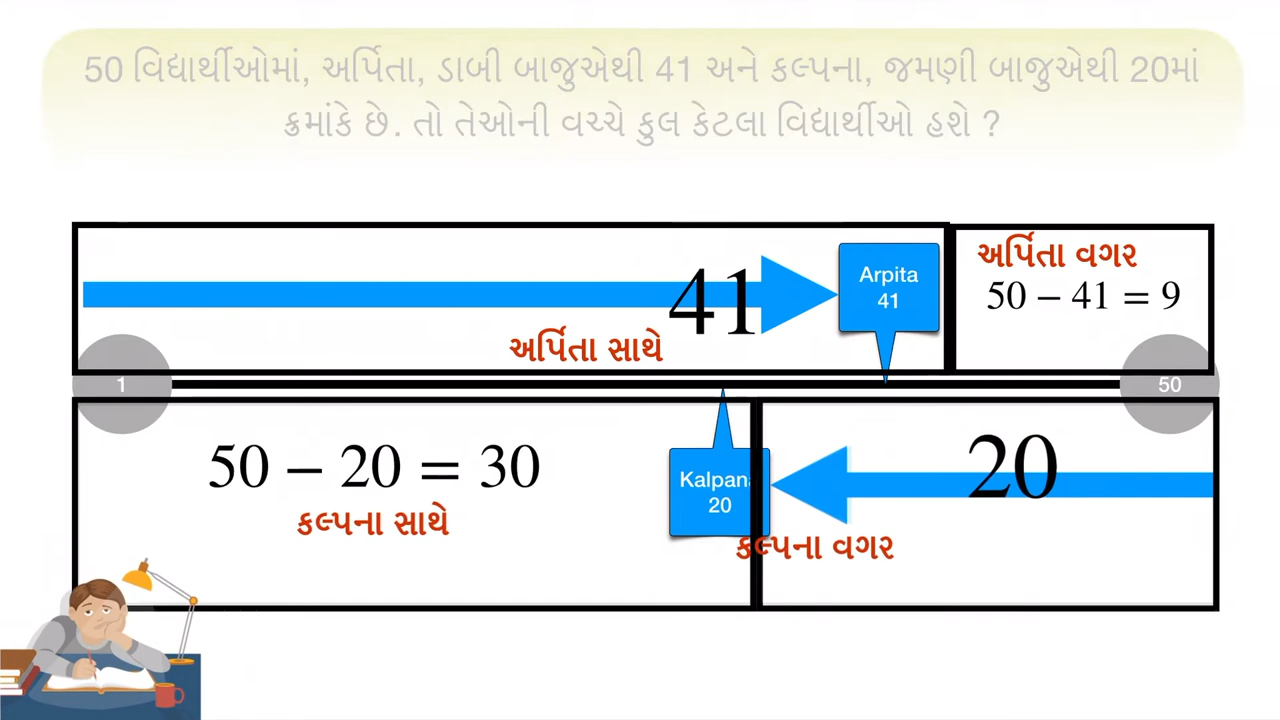 50 વિદ્યાર્થીઓમાં, અર્પિતા, ડાબી બાજુએથી 41 અને કલ્પના, જમણી બાજુએથી 20માં
ક્રમાંકે છે. તો તેઓની વચ્ચે કુલ કેટલા વિદ્યાર્થીઓ હશે ?
અર્પિતા વગર
50 − 41 = 9
Arpita
41
41
અર્પિતા સાથે
1
50
50 − 20 = 30
કલ્પના સાથે
Kalpana
20
20
કલ્પના વગર